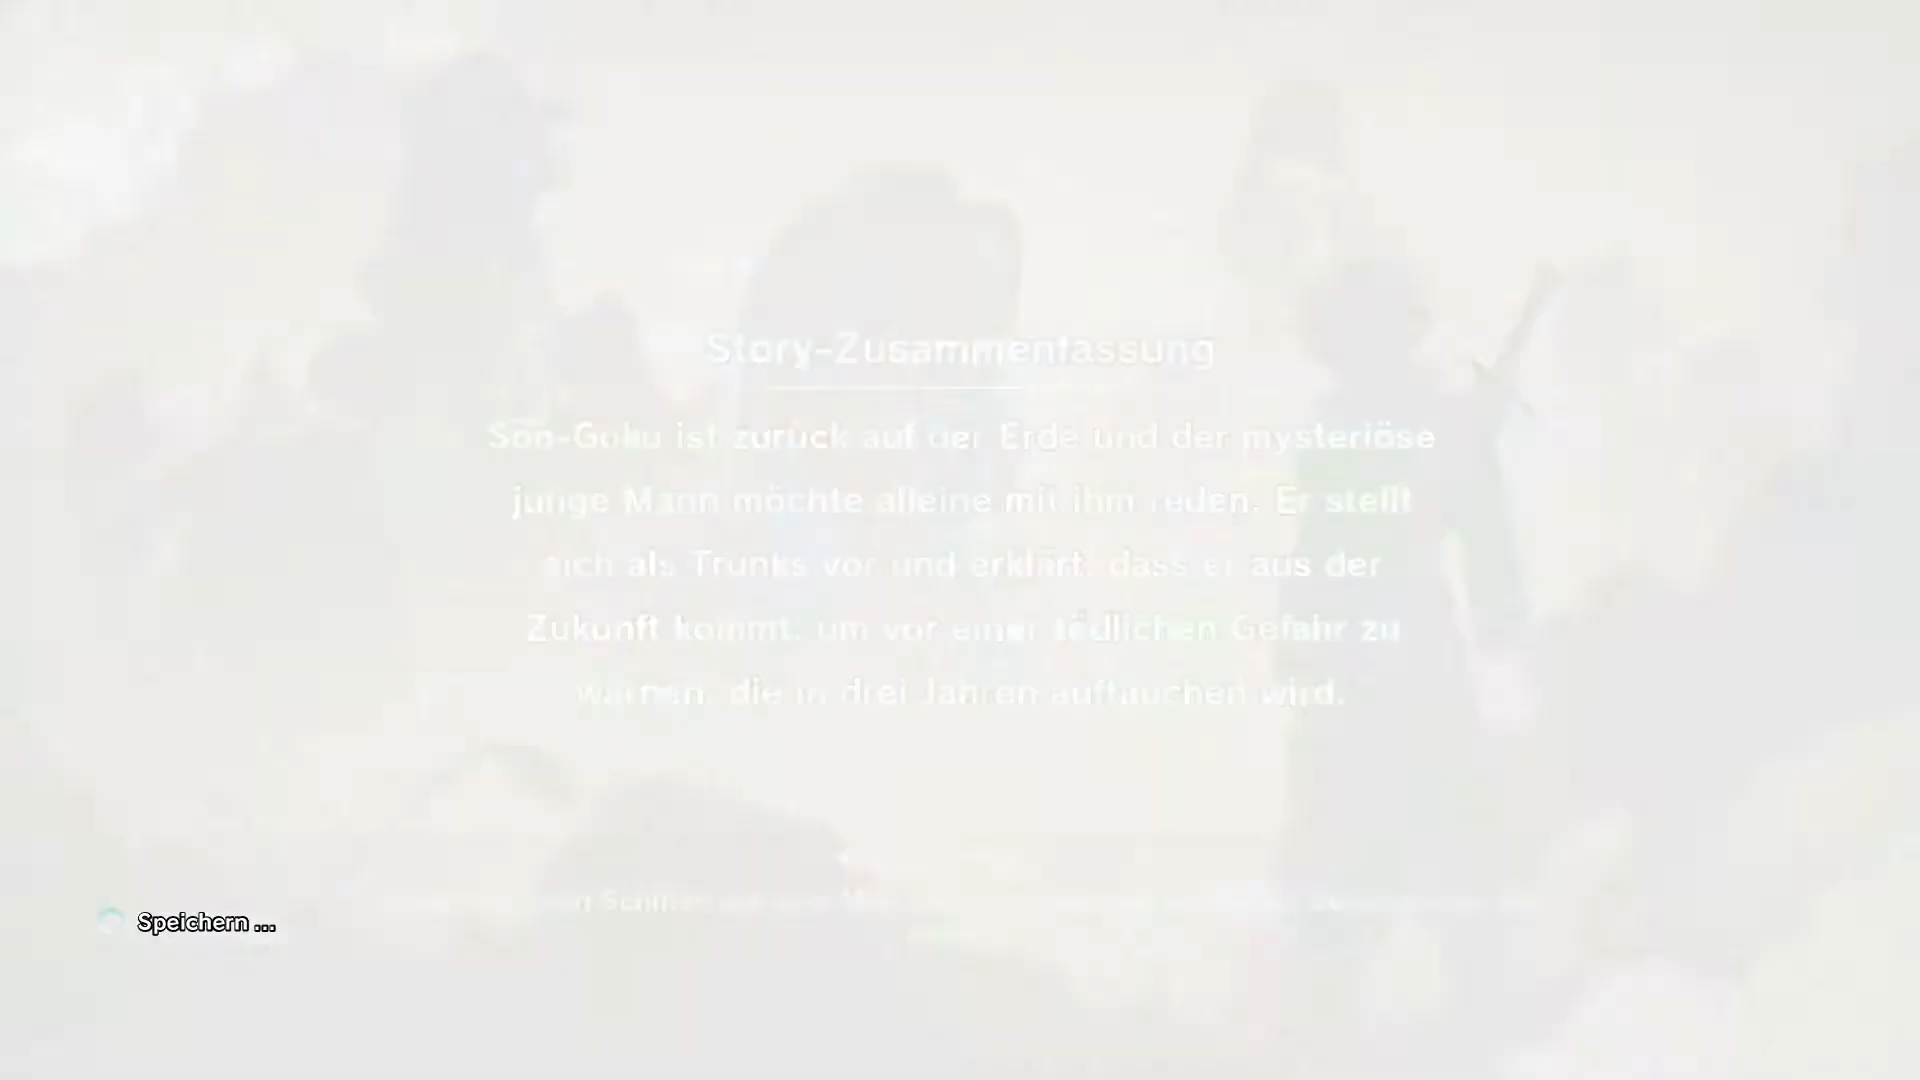 Story-Zusammenfassung
Son-Goku ist zurück auf der Erde und der mysteriöse
junge Mann möchte alleine mit ihm reden. Er stellt
sich als Trunks vor und erklärt, dass er aus der
Zukunft kommt, um vor einer tödlichen Gefahr zu
warnen, die in drei Jahren auftauchen wird.
Speichern ...